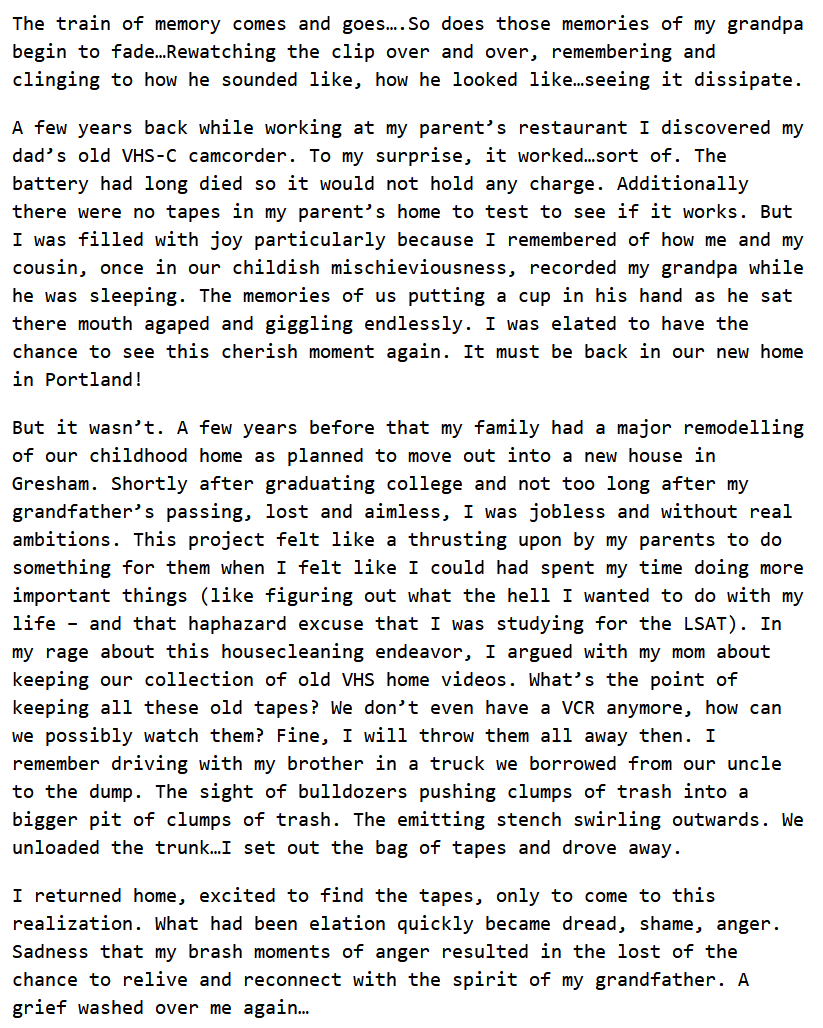 The train of memory comes and goes….So does those memories of my grandpa
begin to fade…Rewatching the clip over and over, remembering and
clinging to how he sounded like, how he looked like…seeing it dissipate.
A few years back while working at my parent’s restaurant I discovered my
dad’s old VHS-C camcorder. To my surprise, it worked…sort of. The
battery had long died so it would not hold any charge. Additionally
there were no tapes in my parent’s home to test to see if it works. But
I was filled with joy particularly because I remembered of how me and my
cousin, once in our childish mischieviousness, recorded my grandpa while
he was sleeping. The memories of us putting a cup in his hand as he sat
there mouth agaped and giggling endlessly. I was elated to have the
chance to see this cherish moment again. It must be back in our new home
in Portland!
But it wasn’t. A few years before that my family had a major remodelling
of our childhood home as planned to move out into a new house in
Gresham. Shortly after graduating college and not too long after my
grandfather’s passing, lost and aimless, I was jobless and without real
ambitions. This project felt like a thrusting upon by my parents to do
something for them when I felt like I could had spent my time doing more
important things (like figuring out what the hell I wanted to do with my
life – and that haphazard excuse that I was studying for the LSAT). In
my rage about this housecleaning endeavor, I argued with my mom about
keeping our collection of old VHS home videos. What’s the point of
keeping all these old tapes? We don’t even have a VCR anymore, how can
we possibly watch them? Fine, I will throw them all away then. I
remember driving with my brother in a truck we borrowed from our uncle
to the dump. The sight of bulldozers pushing clumps of trash into a
bigger pit of clumps of trash. The emitting stench swirling outwards. We
unloaded the trunk…I set out the bag of tapes and drove away.
I returned home, excited to find the tapes, only to come to this
realization. What had been elation quickly became dread, shame, anger.
Sadness that my brash moments of anger resulted in the lost of the
chance to relive and reconnect with the spirit of my grandfather. A
grief washed over me again…